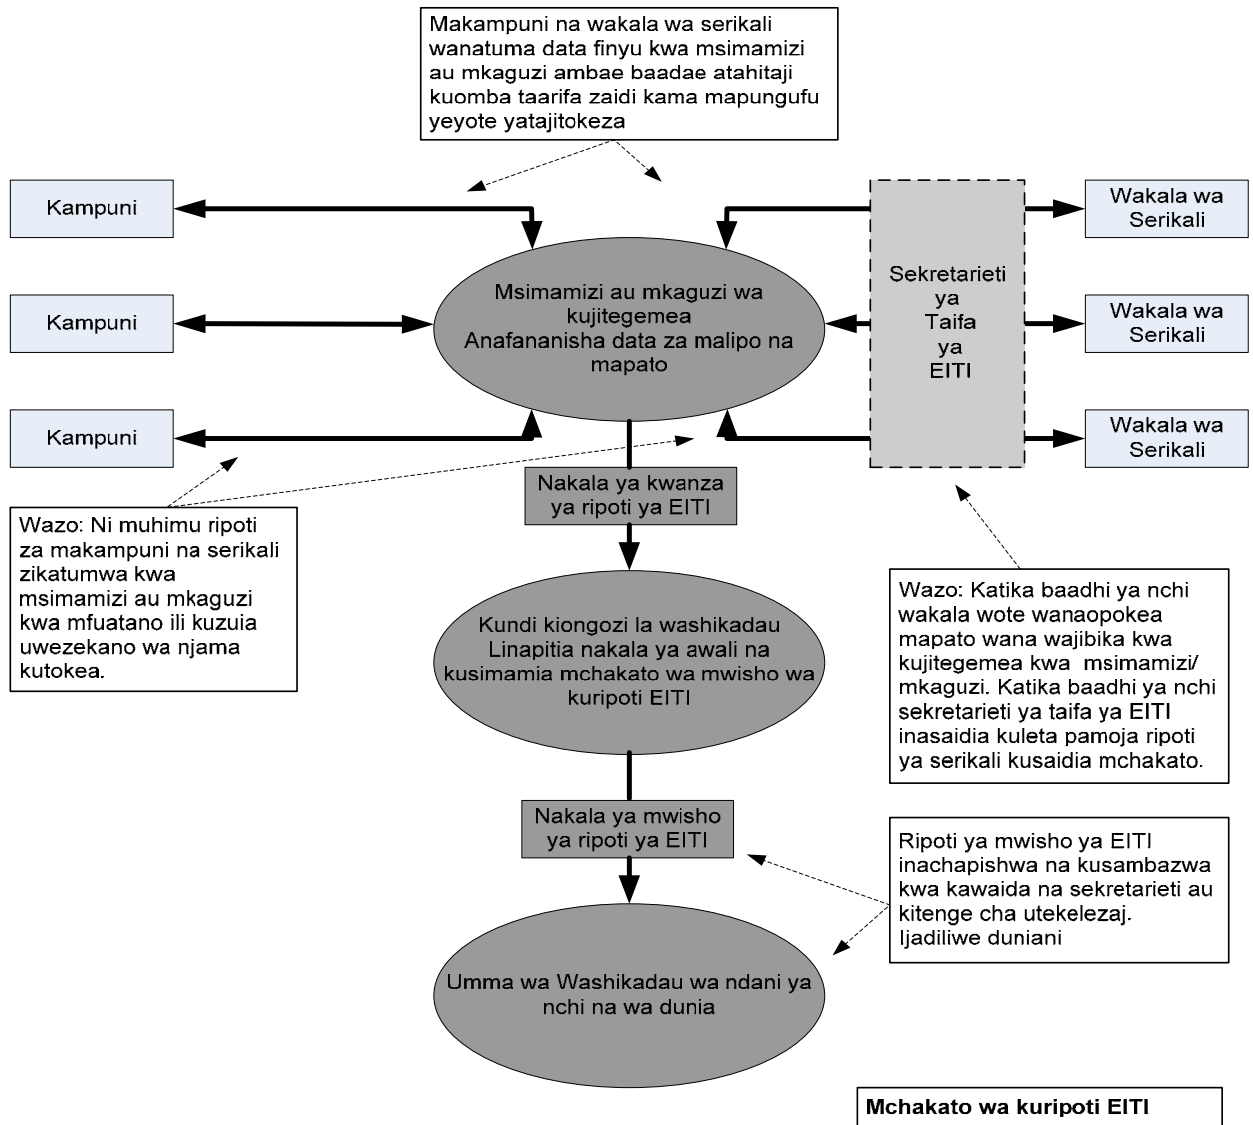 Makampuni na wakala wa serikali
wanatuma data finyu kwa msimamizi
au mkaguzi ambae baadae atahitaji
kuomba taarifa zaidi kama mapungufu
yeyote yatajitokeza
Kampuni
Wakala wa
Serikali
Msimamizi au mkaguzi wa
kujitegemea
Anafananisha data za malipo na
mapato
Sekretarieti
ya
Taifa
ya
EITI
Kampuni
Wakala wa
Serikali
Kampuni
Wakala wa
Serikali
Nakala ya kwanza
ya ripoti ya EITI
Wazo: Ni muhimu ripoti
za makampuni na serikali
zikatumwa kwa
msimamizi au mkaguzi
kwa mfuatano ili kuzuia
uwezekano wa njama
kutokea.
Wazo: Katika baadhi ya nchi
wakala wote wanaopokea
mapato wana wajibika kwa
kujitegemea kwa  msimamizi/
mkaguzi. Katika baadhi ya nchi
sekretarieti ya taifa ya EITI
inasaidia kuleta pamoja ripoti
ya serikali kusaidia mchakato.
Kundi kiongozi la washikadau
Linapitia nakala ya awali na
kusimamia mchakato wa mwisho wa
kuripoti EITI
Nakala ya mwisho
ya ripoti ya EITI
Ripoti ya mwisho ya EITI
inachapishwa na kusambazwa
kwa kawaida na sekretarieti au
kitenge cha utekelezaj.
Ijadiliwe duniani
Umma wa Washikadau wa ndani ya
nchi na wa dunia
Mchakato wa kuripoti EITI